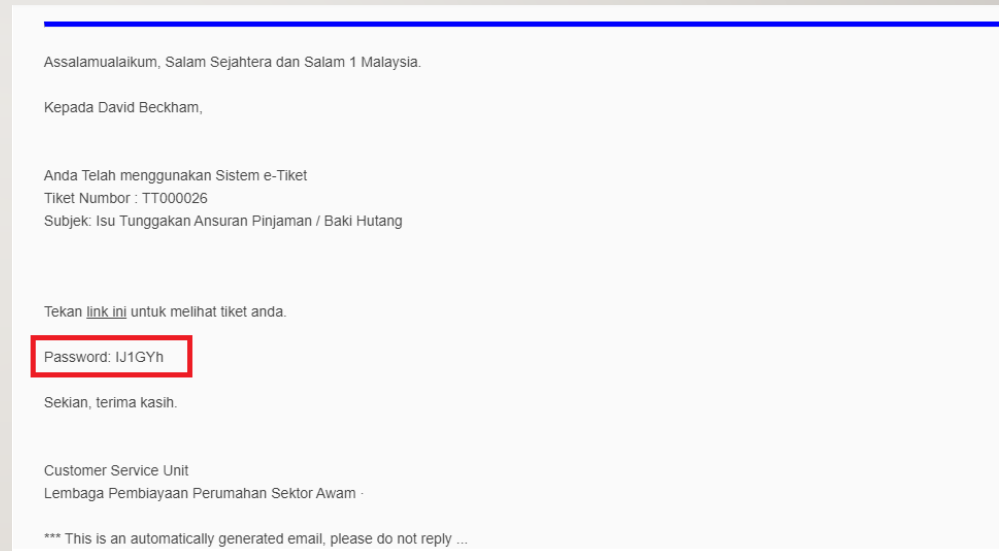 Assalamualaikum, Salam Sejahtera dan Salam 1 Malaysia.
Kepada David Beckham,
Anda Telah menggunakan Sistem e-Tiket
Tiket Numbor : TT000026
Subjek: Isu Tunggakan Ansuran Pinjaman / Baki Hutang
Tekan link ini untuk melihat tiket anda.
Password: IJ1GYh
Sekian, terima kasih.
Customer Service Unit
Lembaga Pembiayaan Perumahan Sektor Awam ·
*** This is an automatically generated email, please do not reply ...